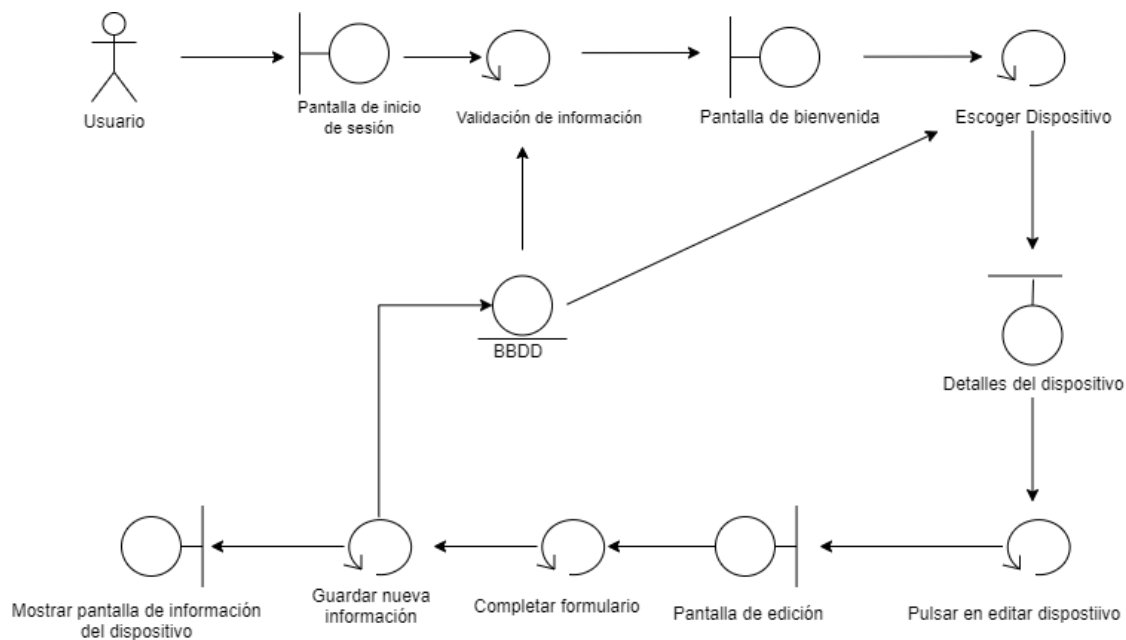 Usuario
Pantalla de inicio
de sesión
Validación de información
Pantalla de bienvenida
Escoger Dispositivo
BBDD
Detalles del dispositivo
Mostrar pantalla de información
del dispositivo
Guardar nueva
información
Completar formulario
Pantalla de edición
Pulsar en editar dispostiivo